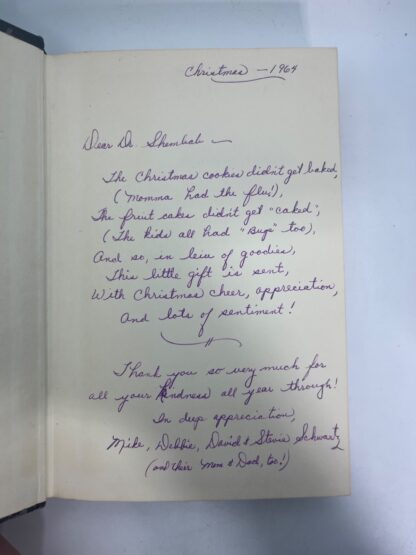 Christmas - 1964
Dear Dr. Shembab -
The Christmas cookies didn't get baked,
(Momma had the flu!),
The fruit cakes didn't get "caked",
(The kids all had "Bugs" too),
And so, in leiu of goodies,
This little gift is sent,
With Christmas cheer, appreciation,
And lots of sentiment!
Thank you so very much for
all your kindness all year through!
In deep appreciation,
Mike, Debbie, David & Stevie Schwartz
(and their Mom & Dad, too!)